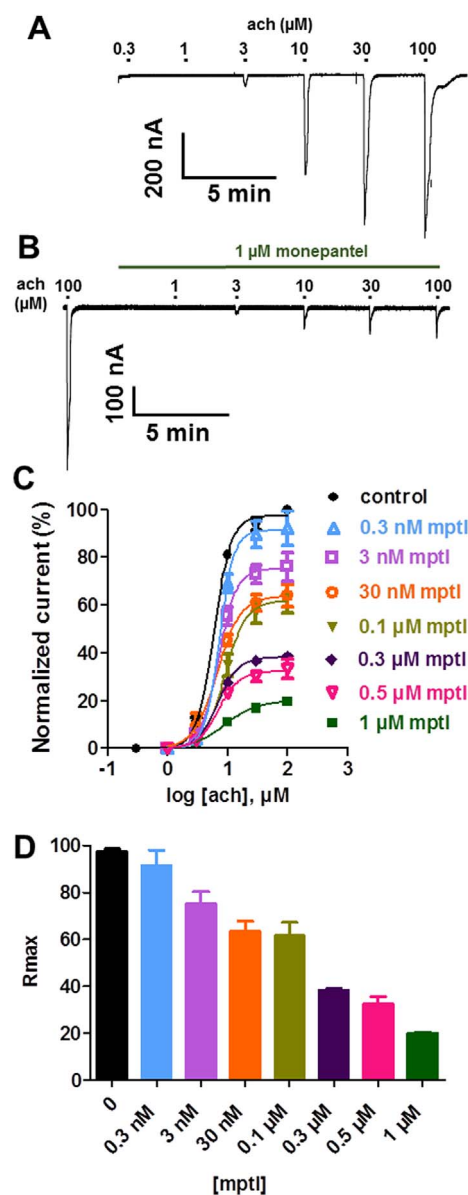 A
ach (µM)
0.3 1 3 10 30 100
200 nA
5 min
B
1 µM monepantel
ach
(µM)
100 1 3 10 30 100
100 nA
5 min
C
Normalized current (%)
100
80
60
40
20
0
-1 0 1 2 3
log [ach], µM
control
0.3 nM mptl
3 nM mptl
30 nM mptl
0.1 µM mptl
0.3 µM mptl
0.5 µM mptl
1 µM mptl
D
Rmax
100
80
60
40
20
0
0 0.3 nM 3 nM 30 nM 0.1 µM 0.3 µM 0.5 µM 1 µM
[mptl]